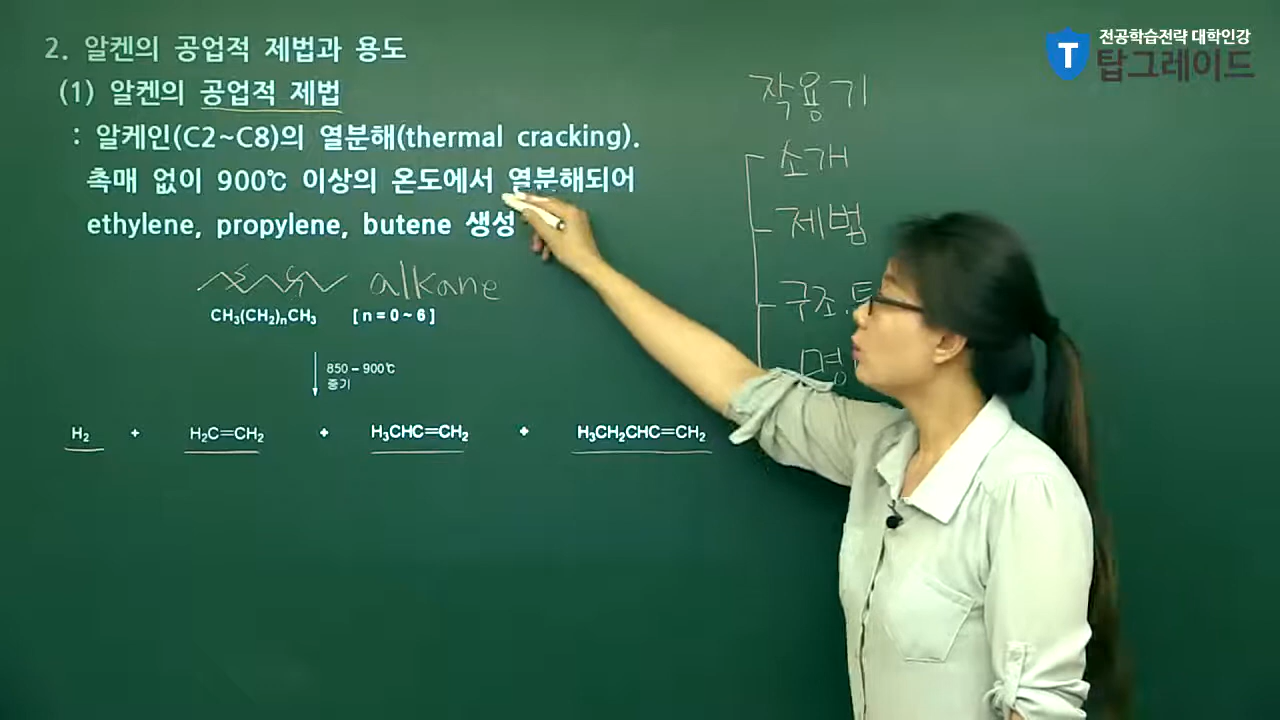 2. 알켄의 공업적 제법과 용도
(1) 알켄의 공업적 제법
: 알케인(C2~C8)의 열분해(thermal cracking).
촉매 없이 900℃ 이상의 온도에서 열분해되어
ethylene, propylene, butene 생성
alkane
CH3(CH2)nCH3 [ n = 0 ~ 6 ]
850 – 900℃
증기
H2 + H2C=CH2 + H3CHC=CH2 + H3CH2CHC=CH2
작용기
소개
제법
구조.
명
전공학습전략 대학인강
탑그레이드